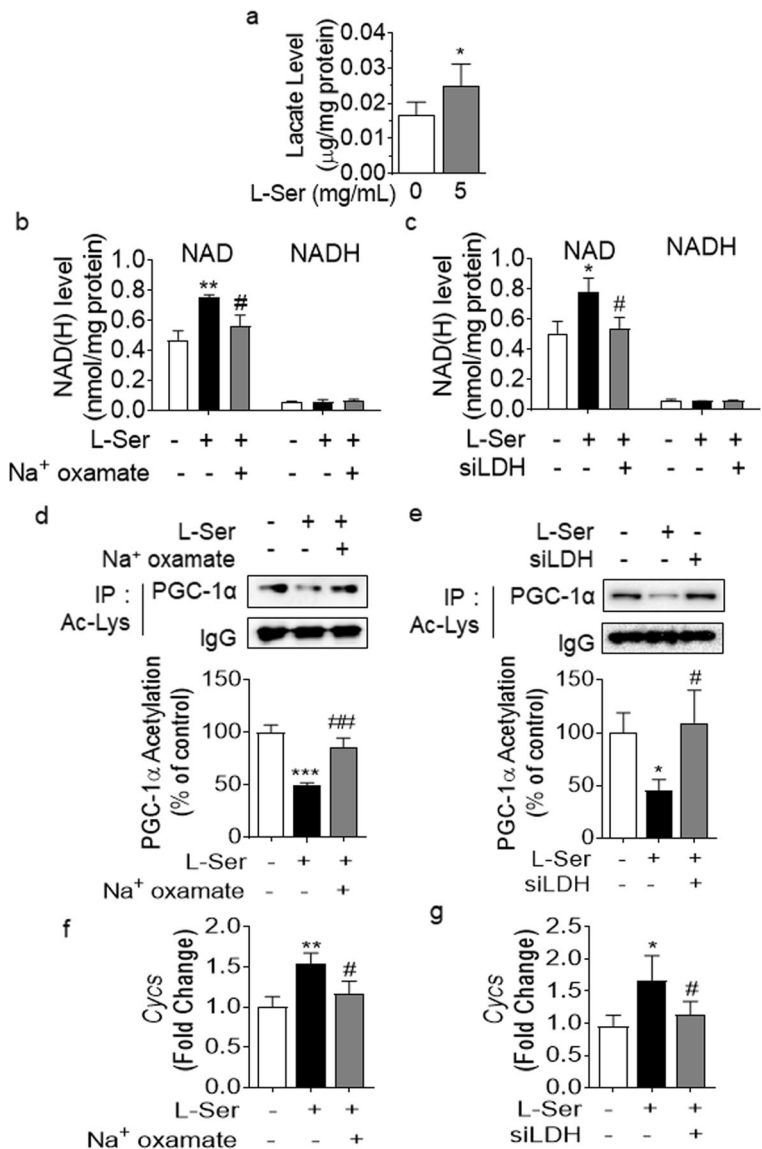 a
Lacate Level
(μg/mg protein)
0.04
0.03
0.02
0.01
0.00
*
L-Ser (mg/mL) 0 5
b
NAD(H) level
(nmol/mg protein)
1.0
0.8
0.6
0.4
0.2
0.0
NAD NADH
** #
L-Ser - + + - + +
Na+ oxamate - - + - - +
c
NAD(H) level
(nmol/mg protein)
1.0
0.8
0.6
0.4
0.2
0.0
NAD NADH
* #
L-Ser - + + - + +
siLDH - - + - - +
d
L-Ser - + +
Na+ oxamate - - +
IP :
Ac-Lys
PGC-1α
IgG
PGC-1α Acetylation
(% of control)
150
100
50
0
*** ###
L-Ser - + +
Na+ oxamate - - +
e
L-Ser - + -
siLDH - - +
IP :
Ac-Lys
PGC-1α
IgG
PGC-1α Acetylation
(% of control)
150
100
50
0
* #
L-Ser - + +
siLDH - - +
f
Cycs
(Fold Change)
2.0
1.5
1.0
0.5
0.0
** #
L-Ser - + +
Na+ oxamate - - +
g
Cycs
(Fold Change)
2.5
2.0
1.5
1.0
0.5
0.0
* #
L-Ser - + +
siLDH - - +